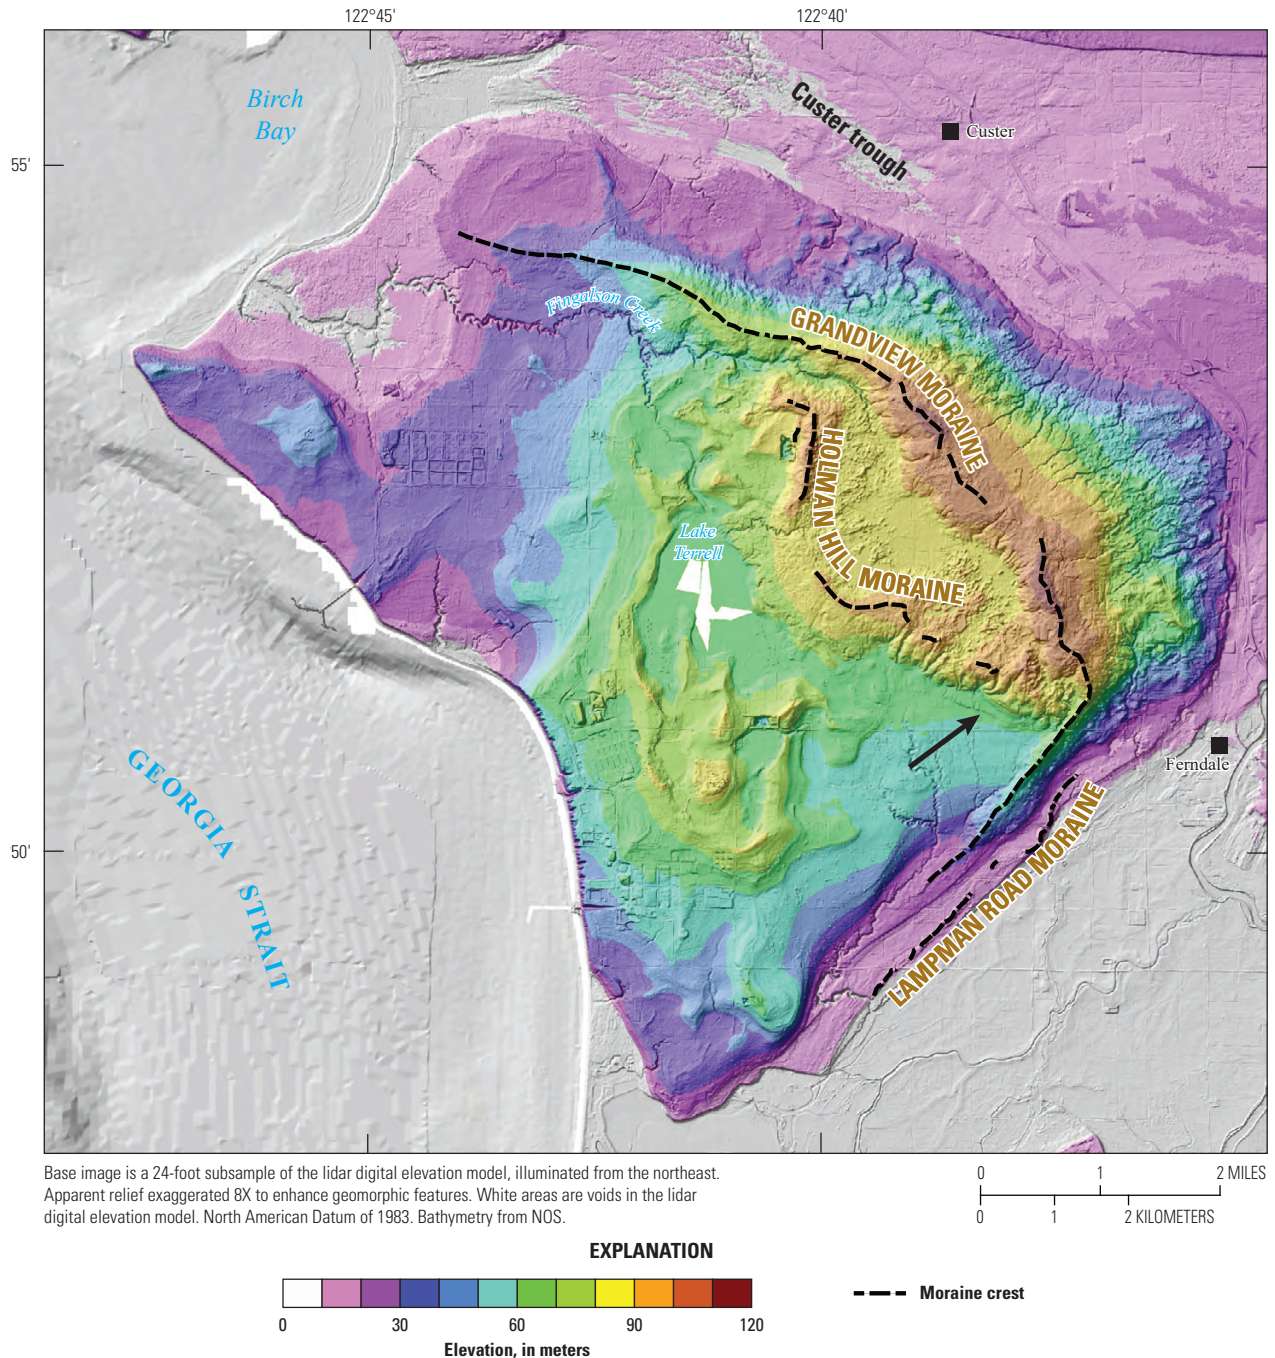 122°45'
122°40'
55'
50'
Birch
Bay
Custer trough
Custer
Fingalson Creek
GRANDVIEW MORAINE
HOLMAN HILL MORAINE
Lake
Terrell
Ferndale
LAMPMAN ROAD MORAINE
GEORGIA STRAIT
Base image is a 24-foot subsample of the lidar digital elevation model, illuminated from the northeast.
Apparent relief exaggerated 8X to enhance geomorphic features. White areas are voids in the lidar
digital elevation model. North American Datum of 1983. Bathymetry from NOS.
0 1 2 MILES
0 1 2 KILOMETERS
EXPLANATION
0 30 60 90 120
Elevation, in meters
Moraine crest